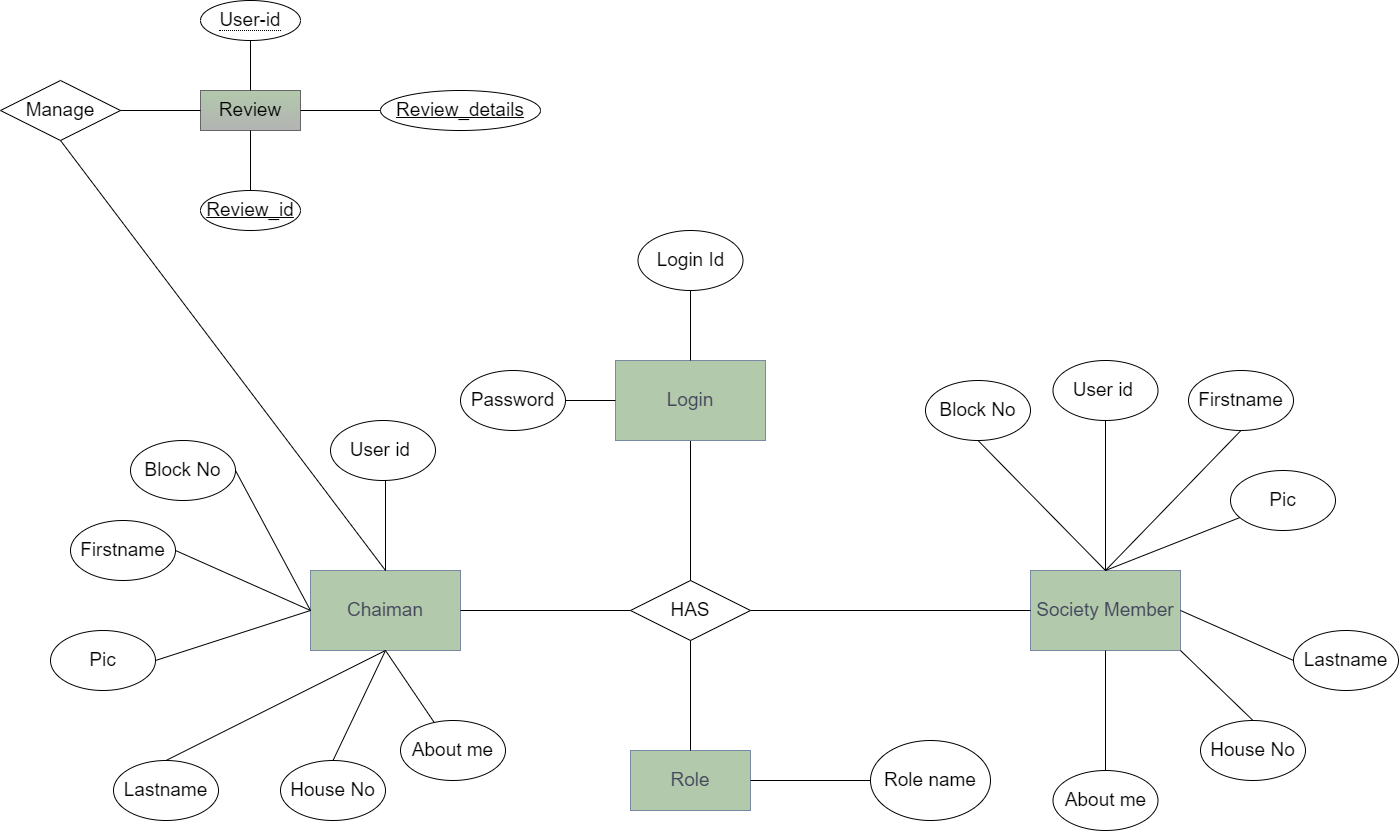 User-id
Manage
Review
Review_details
Review_id
Login Id
Login
Password
Block No
User id
Firstname
Pic
User id
Block No
Firstname
Pic
Chaiman
HAS
Society Member
Lastname
Lastname
House No
About me
Role
Role name
House No
About me